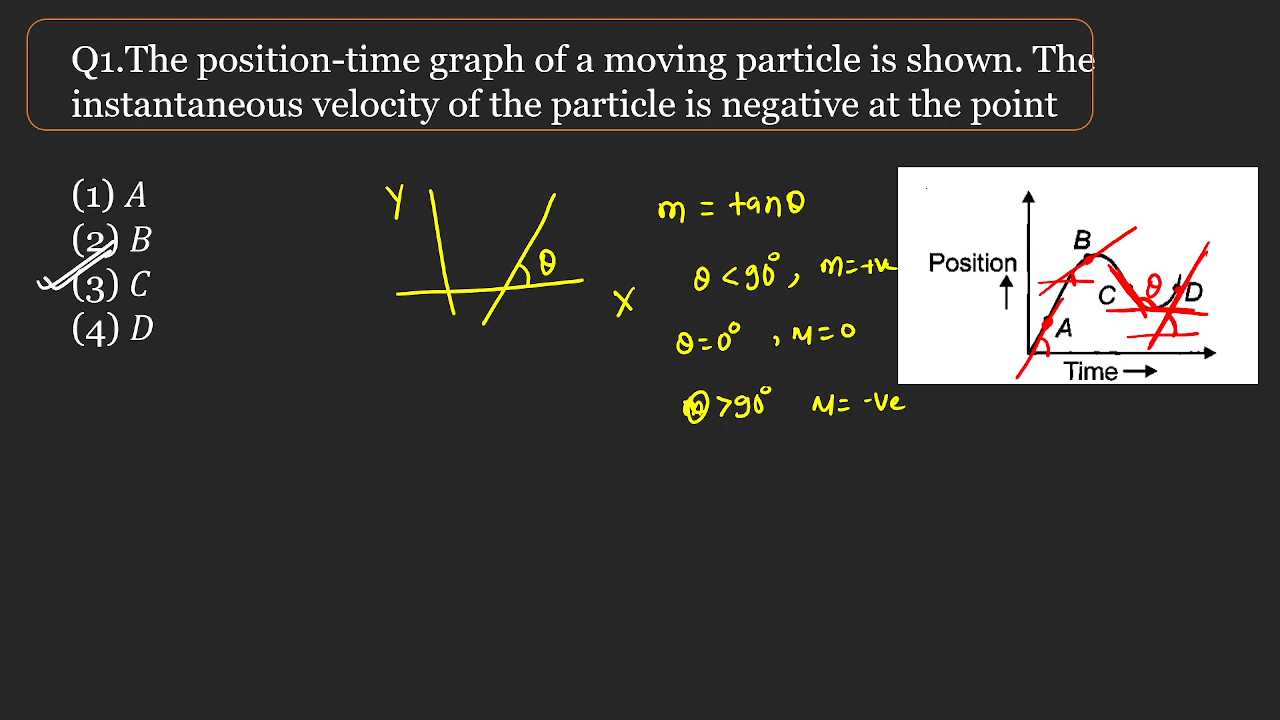 Q1.The position-time graph of a moving particle is shown. The
instantaneous velocity of the particle is negative at the point
(1) A
(2) B
(3) C
(4) D
Y
θ
X
m = tanθ
θ < 90°, m=+ve
θ=0°, M=0
θ >90° M= -ve
Position
B
C
θ
D
A
Time